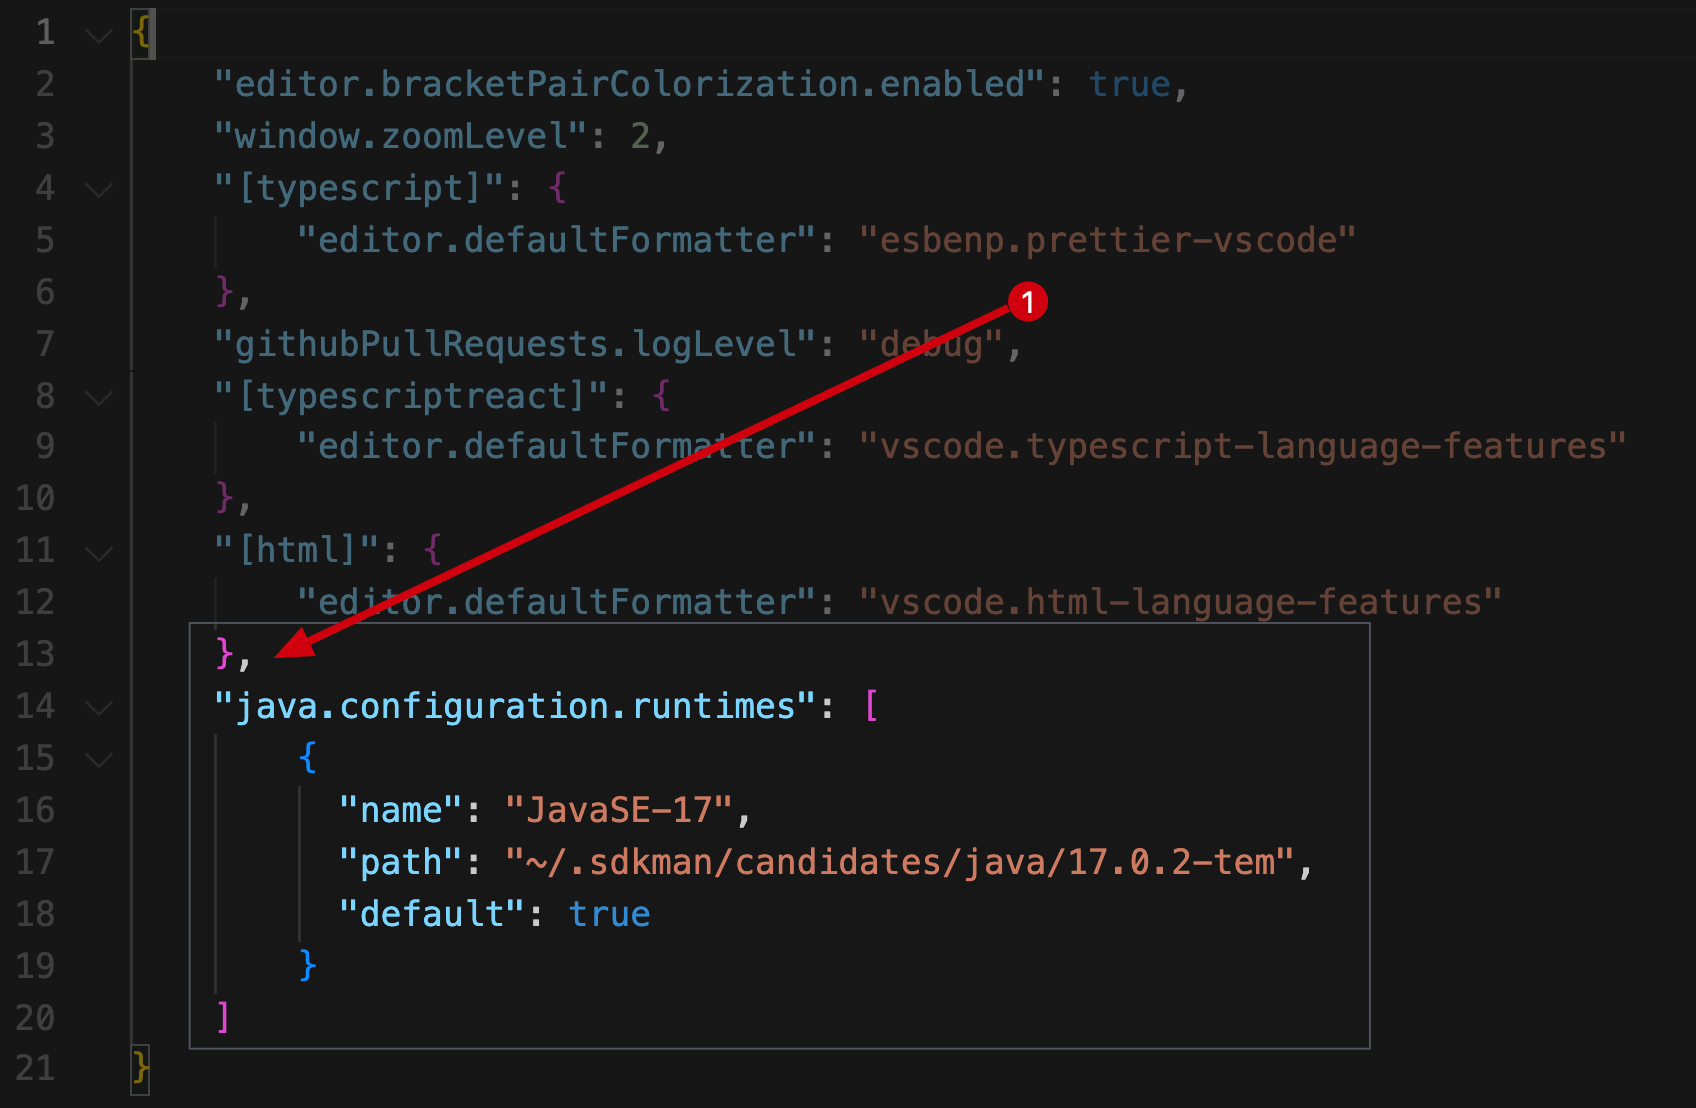 1 {
2 "editor.bracketPairColorization.enabled": true,
3 "window.zoomLevel": 2,
4 "[typescript]": {
5 "editor.defaultFormatter": "esbenp.prettier-vscode"
6 },
1
7 "githubPullRequests.logLevel": "debug",
8 "[typescriptreact]": {
9 "editor.defaultFormatter": "vscode.typescript-language-features"
10 },
11 "[html]": {
12 "editor.defaultFormatter": "vscode.html-language-features"
13 },
14 "java.configuration.runtimes": [
15 {
16 "name": "JavaSE-17",
17 "path": "~/.sdkman/candidates/java/17.0.2-tem",
18 "default": true
19 }
20 ]
21 }